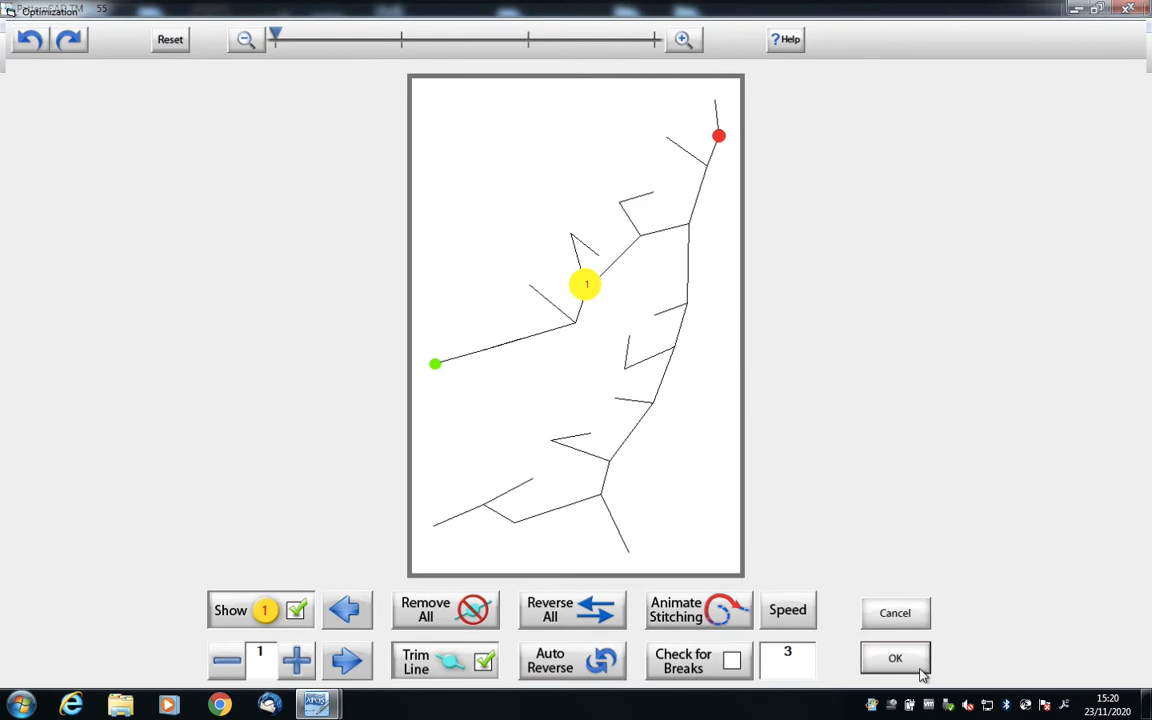 Optimization
55
Reset
Help
1
Show 1
Remove All
Reverse All
Animate Stitching
Speed
Cancel
1
Trim Line
Auto Reverse
Check for Breaks
3
OK
15:20
23/11/2020